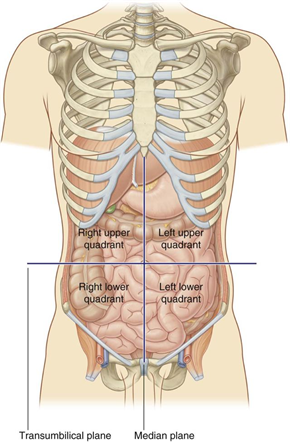 Right upper
quadrant
Left upper
quadrant
Right lower
quadrant
Left lower
quadrant
Transumbilical plane
Median plane